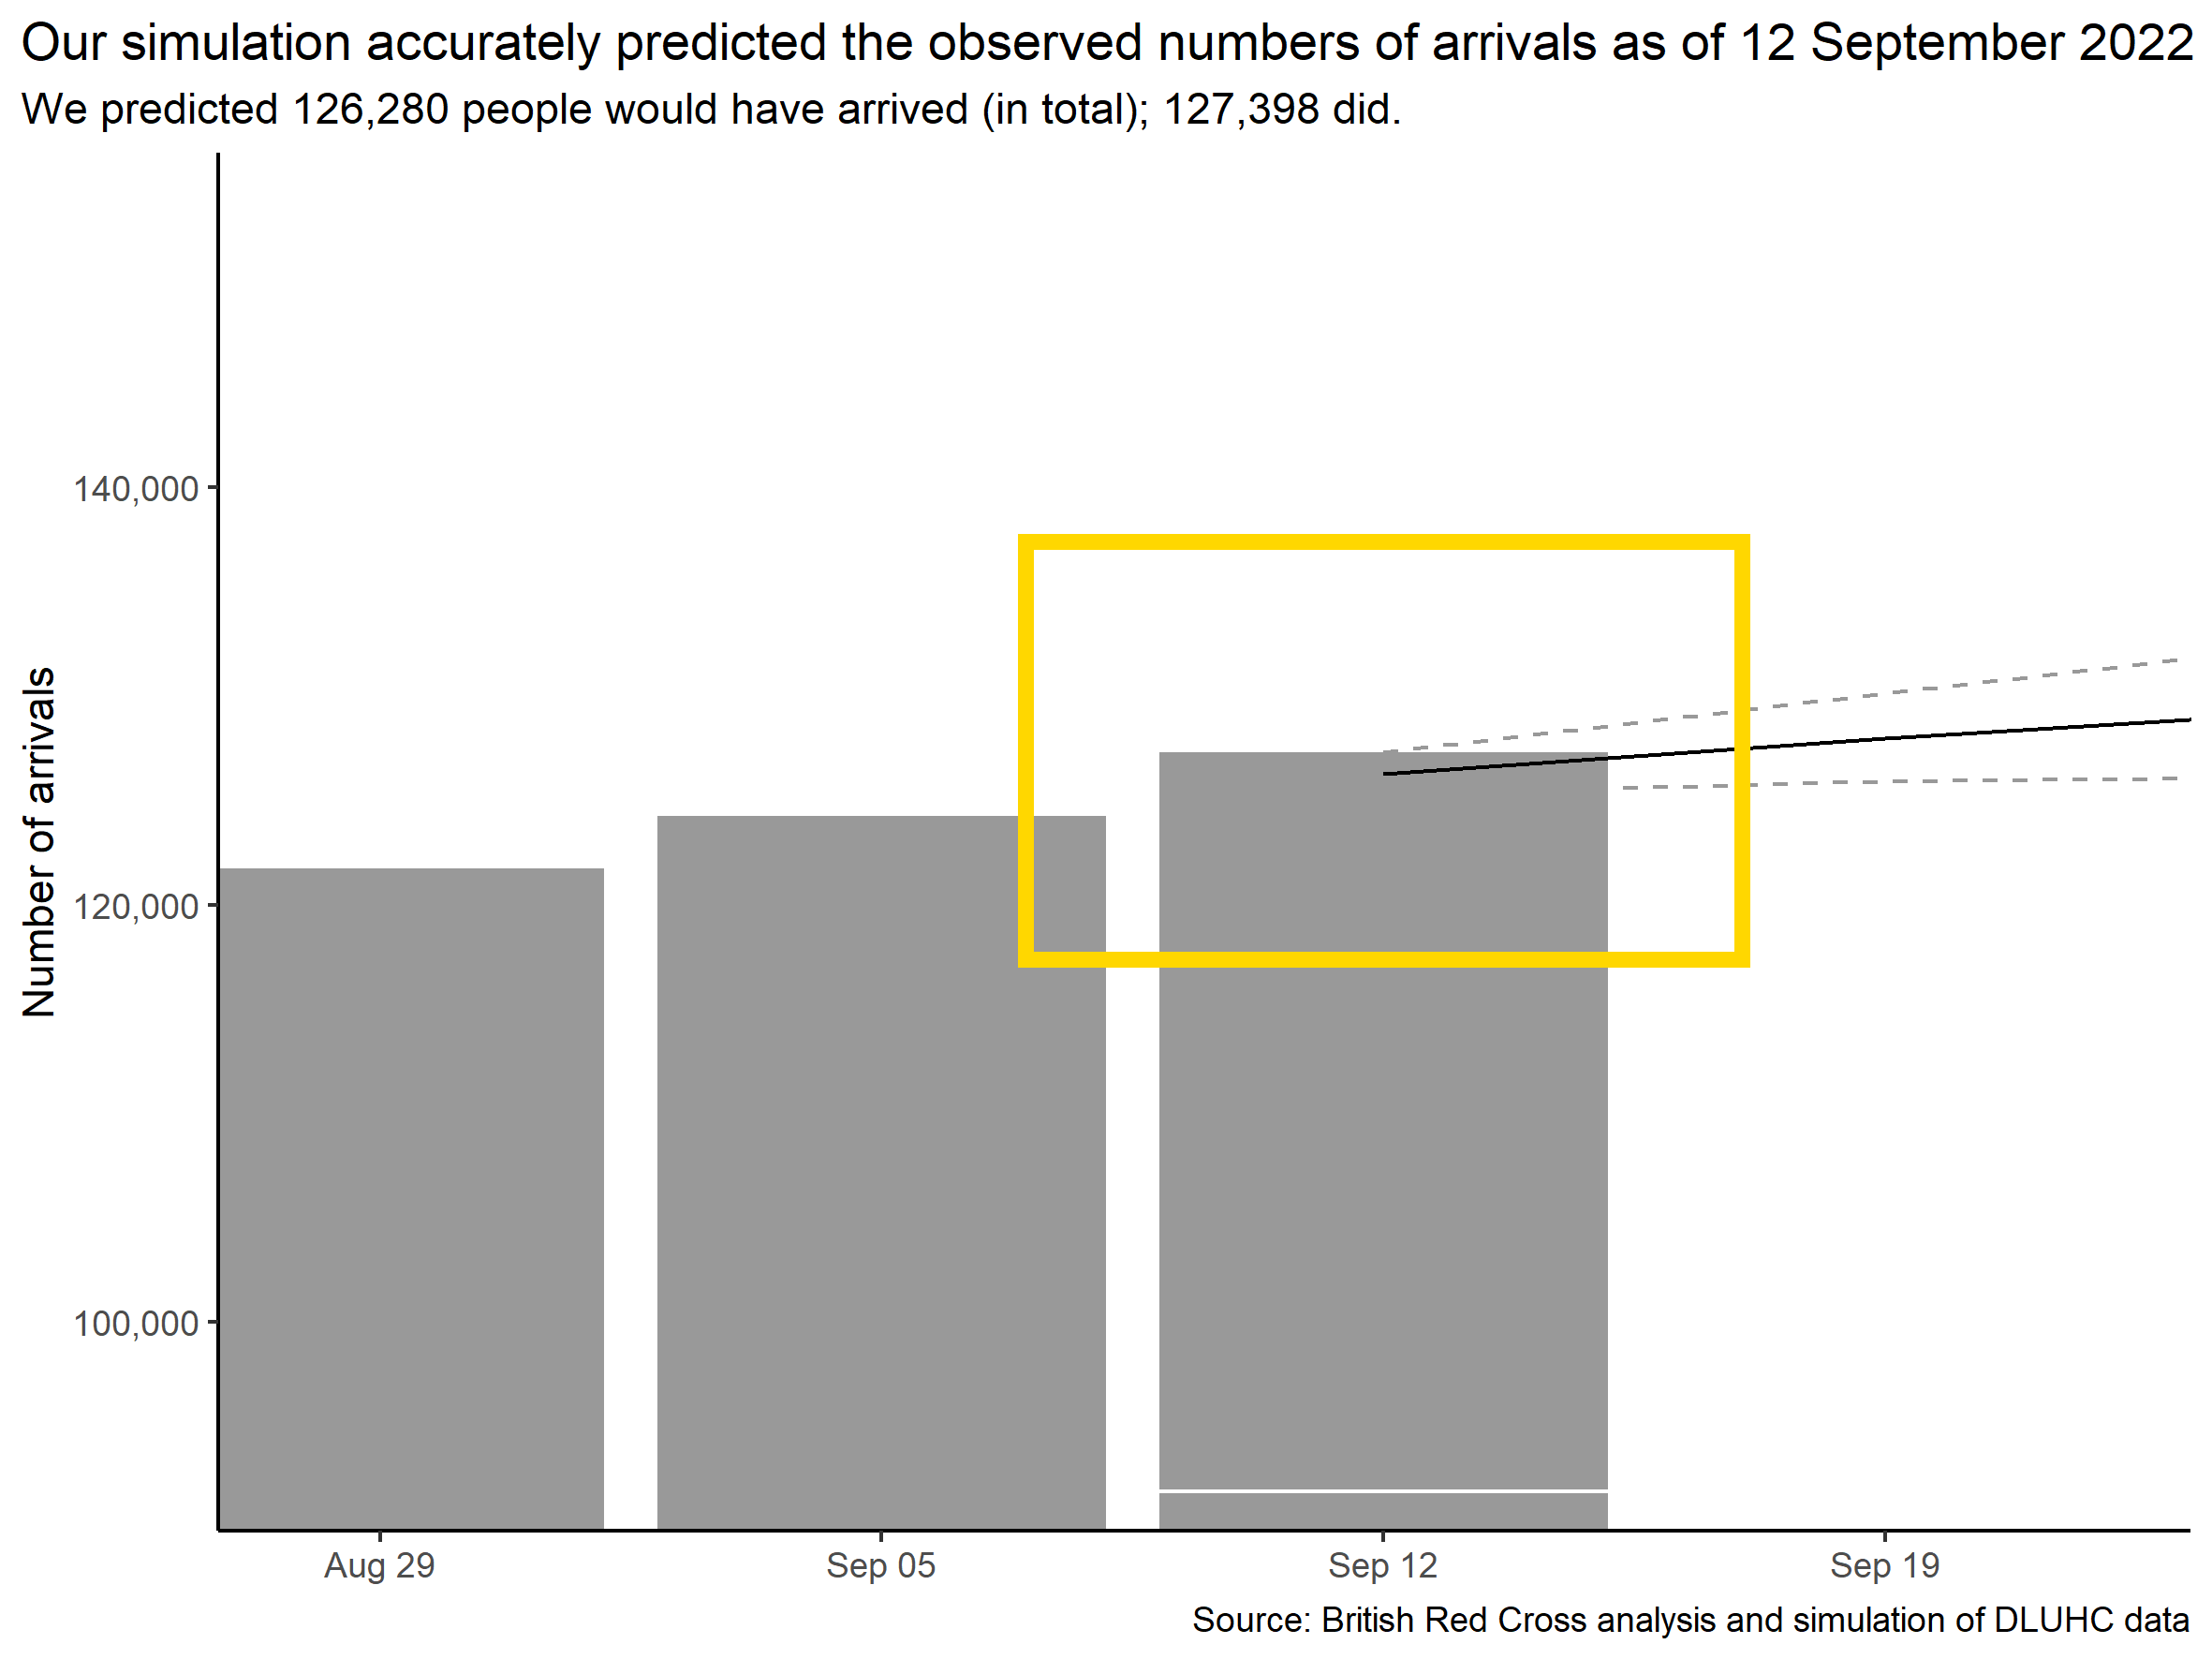 Our simulation accurately predicted the observed numbers of arrivals as of 12 September 2022
We predicted 126,280 people would have arrived (in total); 127,398 did.
Number of arrivals
140,000
120,000
100,000
Aug 29
Sep 05
Sep 12
Sep 19
Source: British Red Cross analysis and simulation of DLUHC data